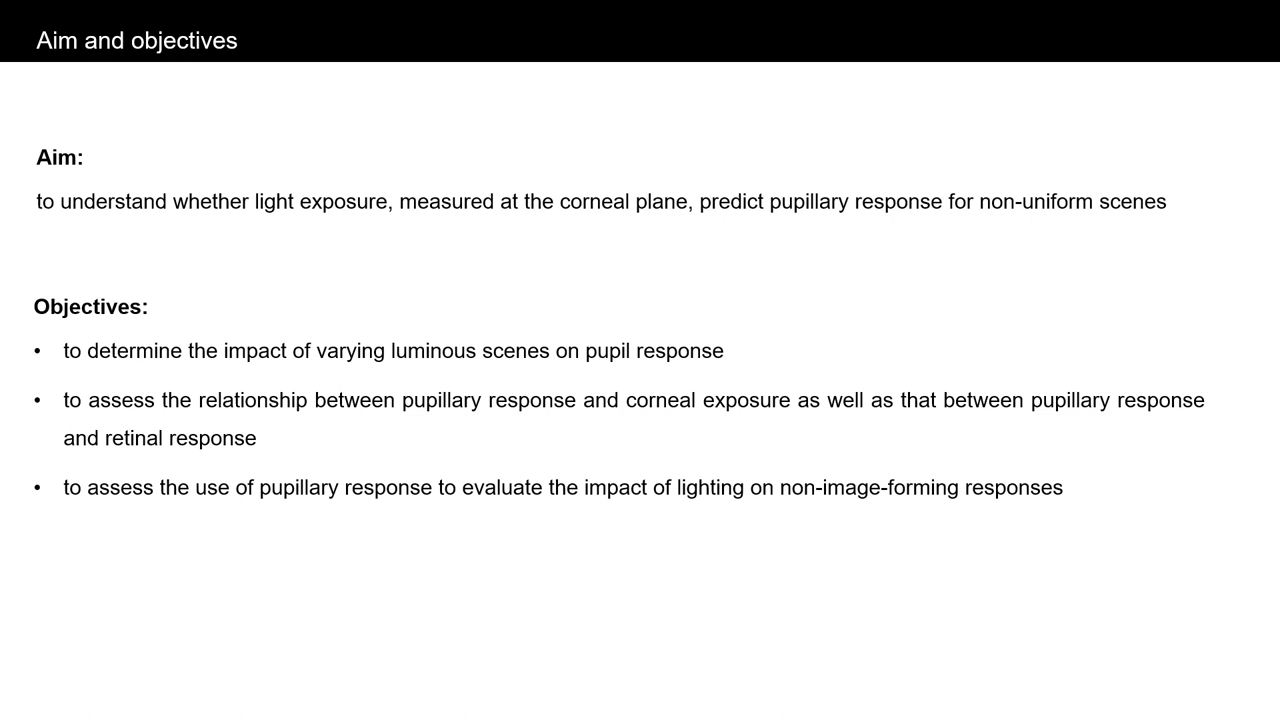 Aim and objectives
Aim:
to understand whether light exposure, measured at the corneal plane, predict pupillary response for non-uniform scenes
Objectives:
• to determine the impact of varying luminous scenes on pupil response
• to assess the relationship between pupillary response and corneal exposure as well as that between pupillary response
and retinal response
• to assess the use of pupillary response to evaluate the impact of lighting on non-image-forming responses